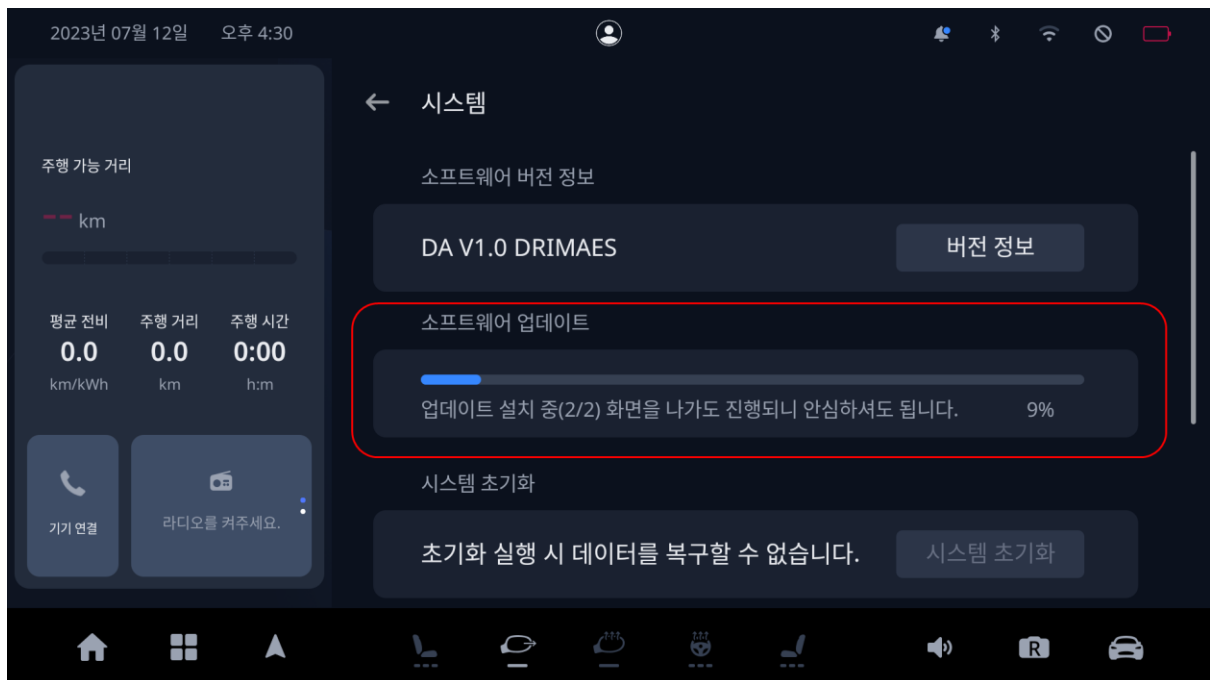 2023년 07월 12일 오후 4:30
주행 가능 거리
-- km
평균 전비 주행 거리 주행 시간
0.0 0.0 0:00
km/kWh km h:m
기기 연결
라디오를 켜주세요.
시스템
소프트웨어 버전 정보
DA V1.0 DRIMAES 버전 정보
소프트웨어 업데이트
업데이트 설치 중(2/2) 화면을 나가도 진행되니 안심하셔도 됩니다. 9%
시스템 초기화
초기화 실행 시 데이터를 복구할 수 없습니다. 시스템 초기화
R